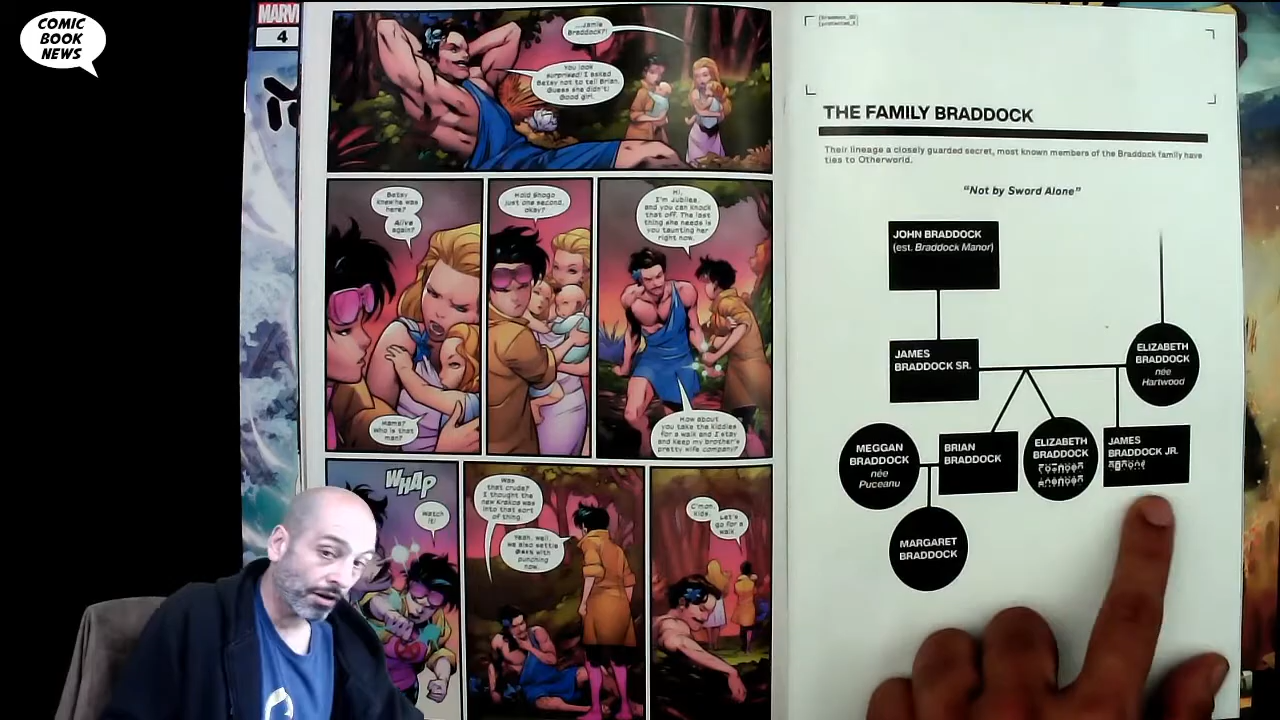 COMIC
BOOK
NEWS
MARV
4
...Jamie
Braddock?!
You look
surprised! I asked
Betsy not to tell Brian.
Guess she didn't!
Good girl.
Betsy
knew he was
here?
Alive
again?
Mama?
Who is that
man?
Hold Shogo
just one second,
okay?
Hi,
I'm Jubilee,
and you can knock
that off. The last
thing she needs is
you taunting her
right now.
How about
you take the kiddies
for a walk and I stay
and keep my brother's
pretty wife company?
WHAP
Watch
it!
Was
that crude?
I thought the
new Krakoa was
into that sort
of thing.
Yeah, well,
we also settle
with
punching
now.
C'mon,
kids.
Let's
go for a
walk.
THE FAMILY BRADDOCK
Their lineage a closely guarded secret, most known members of the Braddock family have
ties to Otherworld.
“Not by Sword Alone”
JOHN BRADDOCK
(est. Braddock Manor)
JAMES
BRADDOCK SR.
ELIZABETH
BRADDOCK
née
Hartwood
MEGGAN
BRADDOCK
née
Puceanu
BRIAN
BRADDOCK
ELIZABETH
BRADDOCK
JAMES
BRADDOCK JR.
MARGARET
BRADDOCK